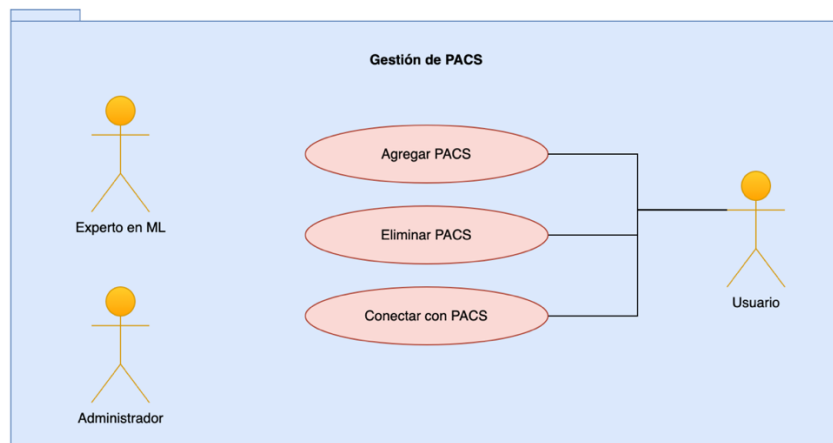 Gestión de PACS
Agregar PACS
Experto en ML
Eliminar PACS
Usuario
Conectar con PACS
Administrador